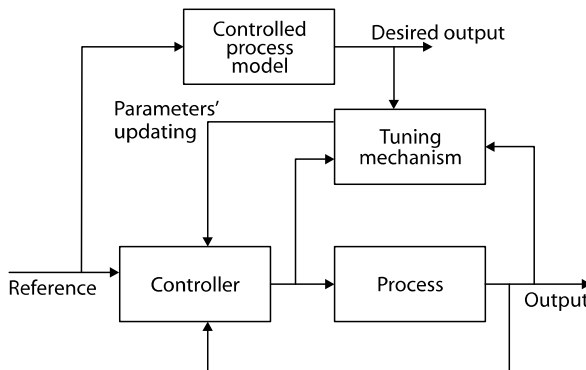 Controlled
process
model
Desired output
Parameters’
updating
Tuning
mechanism
Reference
Controller
Process
Output